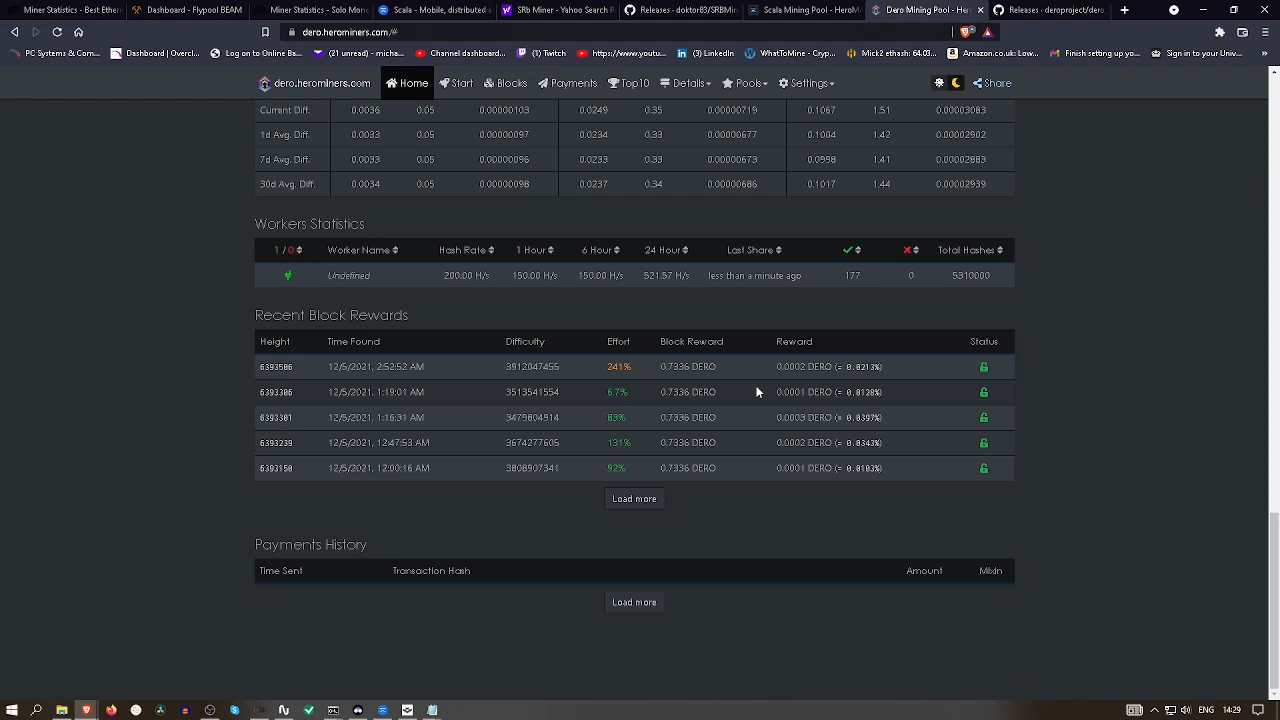 Miner Statistics - Best Ether
Dashboard - Flypool BEAM
Miner Statistics - Solo Mone
Scala - Mobile, distributed a
SRb Miner - Yahoo Search R
Releases · doktor83/SRBMin
Scala Mining Pool - HeroMi
Dero Mining Pool - Her
Releases · deroproject/dero_
dero.herominers.com/#
PC Systems & Com...
Dashboard | Overcl...
Log on to Online Ba...
(21 unread) - micha...
Channel dashboard...
(1) Twitch
https://www.youtu...
(3) LinkedIn
WhatToMine - Cryp...
Mick2 ethash: 64.03...
Amazon.co.uk: Low...
Finish setting up w...
Sign in to your Univ...
dero.herominers.com
Home
Start
Blocks
Payments
Top10
Details
Pools
Settings
Share
Current Diff. 0.0036 0.05 0.00000103 0.0249 0.35 0.00000719 0.1067 1.51 0.00003083
1d Avg. Diff. 0.0033 0.05 0.00000097 0.0234 0.33 0.00000677 0.1004 1.42 0.00002902
7d Avg. Diff. 0.0033 0.05 0.00000096 0.0233 0.33 0.00000673 0.0998 1.41 0.00002883
30d Avg. Diff. 0.0034 0.05 0.00000098 0.0237 0.34 0.00000686 0.1017 1.44 0.00002939
Workers Statistics
1 / 0 Worker Name Hash Rate 1 Hour 6 Hour 24 Hour Last Share Total Hashes
Undefined 200.00 H/s 150.00 H/s 150.00 H/s 521.57 H/s less than a minute ago 177 0 5310000
Recent Block Rewards
Height Time Found Difficulty Effort Block Reward Reward Status
6393506 12/5/2021, 2:52:52 AM 3912047455 241% 0.7336 DERO 0.0002 DERO (= 0.0213%)
6393306 12/5/2021, 1:19:01 AM 3513541554 6.7% 0.7336 DERO 0.0001 DERO (= 0.0120%)
6393301 12/5/2021, 1:16:31 AM 3479804914 83% 0.7336 DERO 0.0003 DERO (= 0.0397%)
6393239 12/5/2021, 12:47:53 AM 3674277605 131% 0.7336 DERO 0.0002 DERO (= 0.0343%)
6393150 12/5/2021, 12:00:16 AM 3808907341 92% 0.7336 DERO 0.0001 DERO (= 0.0103%)
Load more
Payments History
Time Sent Transaction Hash Amount Mixin
Load more
ENG 14:29